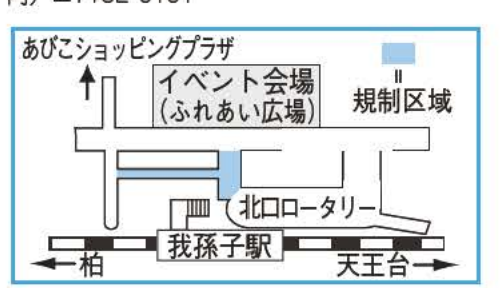 あびこショッピングプラザ
イベント会場
(ふれあい広場)
規制区域
北口ロータリー
我孫子駅
柏
天王台